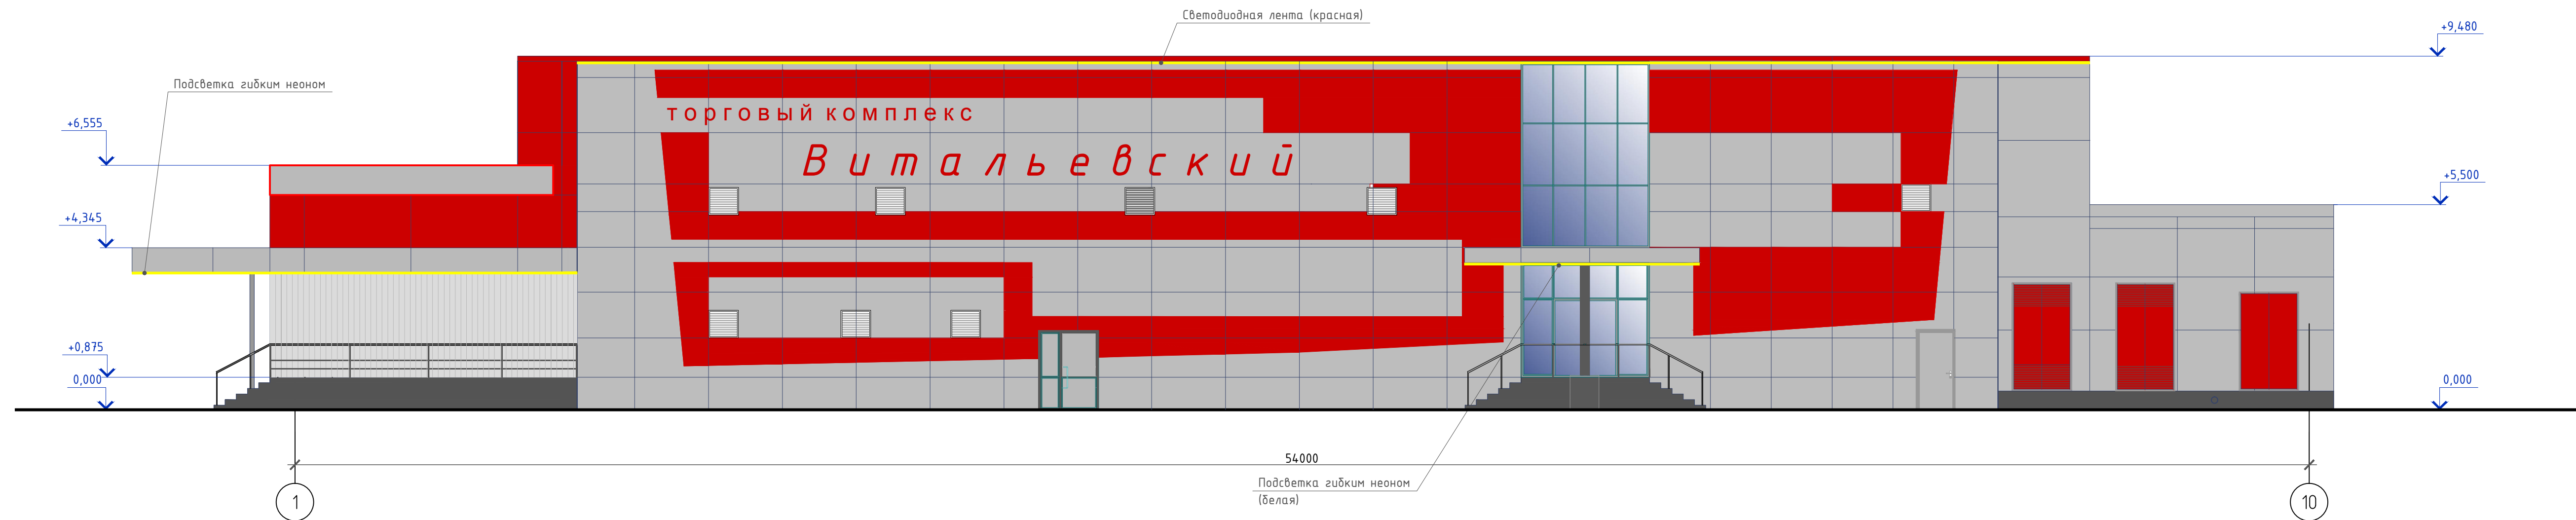 Светодиодная лента (красная)
+9,480
Подсветка гибким неоном
торговый комплекс
+6,555
Витальевский
+5,500
+4,345
+0,875
0,000
0,000
54000
Подсветка гибким неоном
(белая)
1
10